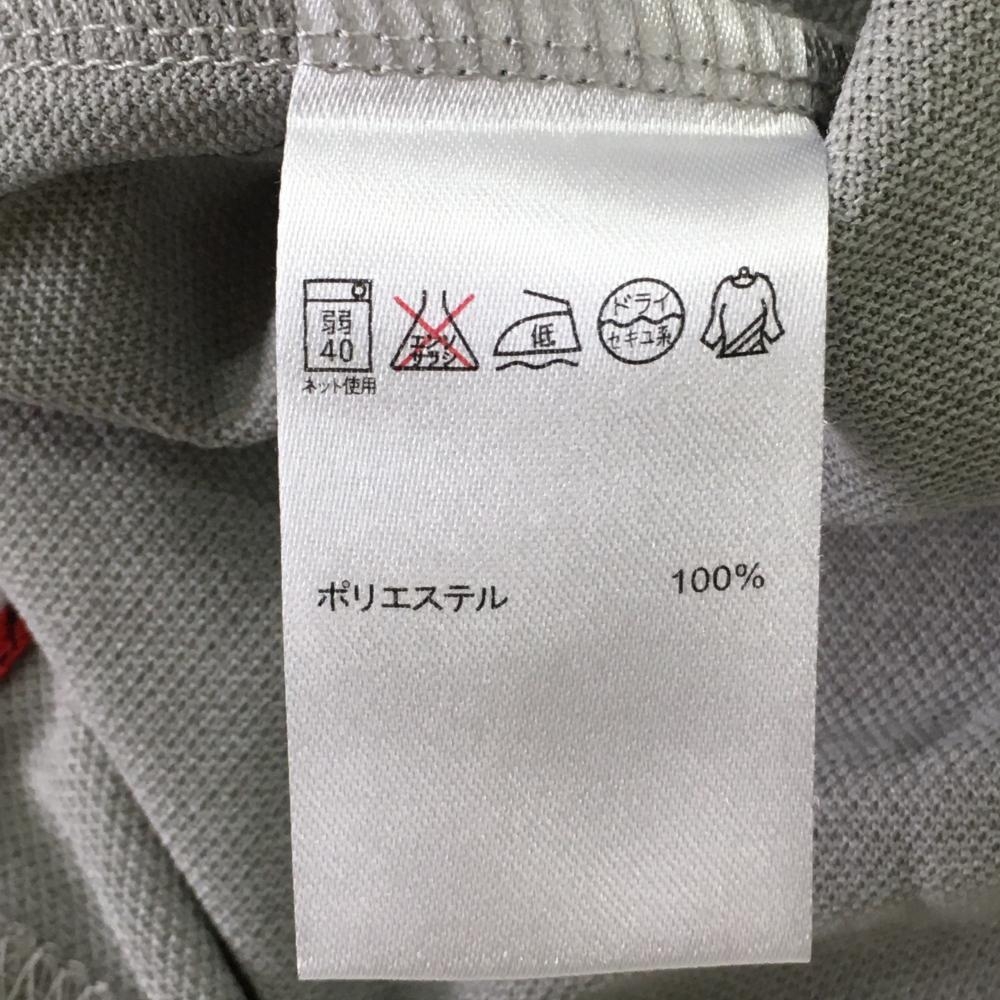 弱
40
ネット使用
エンソ
サラシ
低
ドライ
セキユ系
ポリエステル 100%